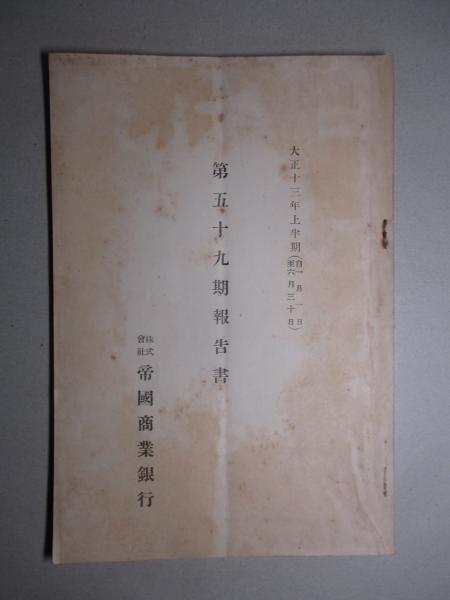 大正十三年上半期(自一月一日至六月三十日)
第五十九期報告書
株式會社帝國商業銀行